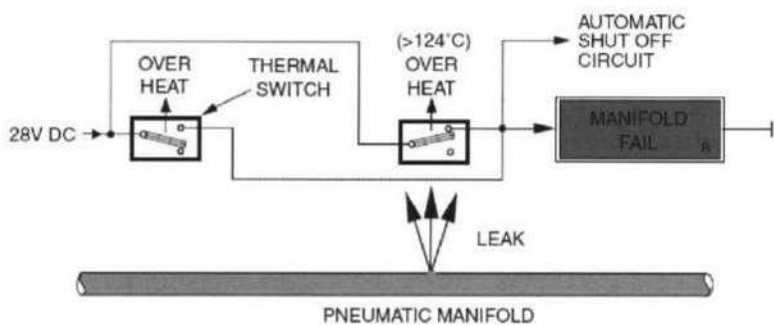 AUTOMATIC
SHUT OFF
CIRCUIT
(>124°C)
OVER
HEAT
OVER
HEAT
THERMAL
SWITCH
28V DC
MANIFOLD
FAIL
R
LEAK
PNEUMATIC MANIFOLD